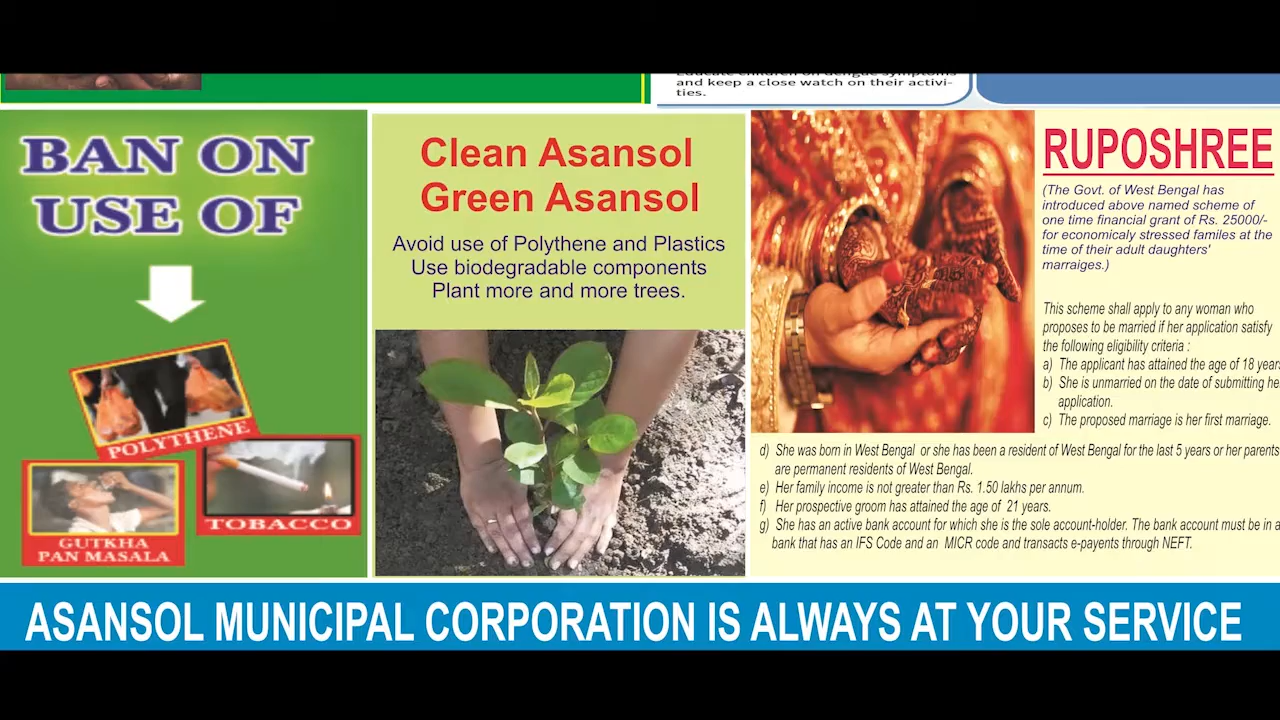 Educate children on dengue symptoms
and keep a close watch on their activi-
ties.
BAN ON
USE OF
POLYTHENE
TOBACCO
GUTKHA
PAN MASALA
Clean Asansol
Green Asansol
Avoid use of Polythene and Plastics
Use biodegradable components
Plant more and more trees.
RUPOSHREE
(The Govt. of West Bengal has
introduced above named scheme of
one time financial grant of Rs. 25000/-
for economicaly stressed familes at the
time of their adult daughters'
marraiges.)
This scheme shall apply to any woman who
proposes to be married if her application satisfy
the following eligibility criteria :
a) The applicant has attained the age of 18 years
b) She is unmarried on the date of submitting he
application.
c) The proposed marriage is her first marriage.
d) She was born in West Bengal or she has been a resident of West Bengal for the last 5 years or her parents
are permanent residents of West Bengal.
e) Her family income is not greater than Rs. 1.50 lakhs per annum.
f) Her prospective groom has attained the age of 21 years.
g) She has an active bank account for which she is the sole account-holder. The bank account must be in a
bank that has an IFS Code and an MICR code and transacts e-payents through NEFT.
ASANSOL MUNICIPAL CORPORATION IS ALWAYS AT YOUR SERVICE